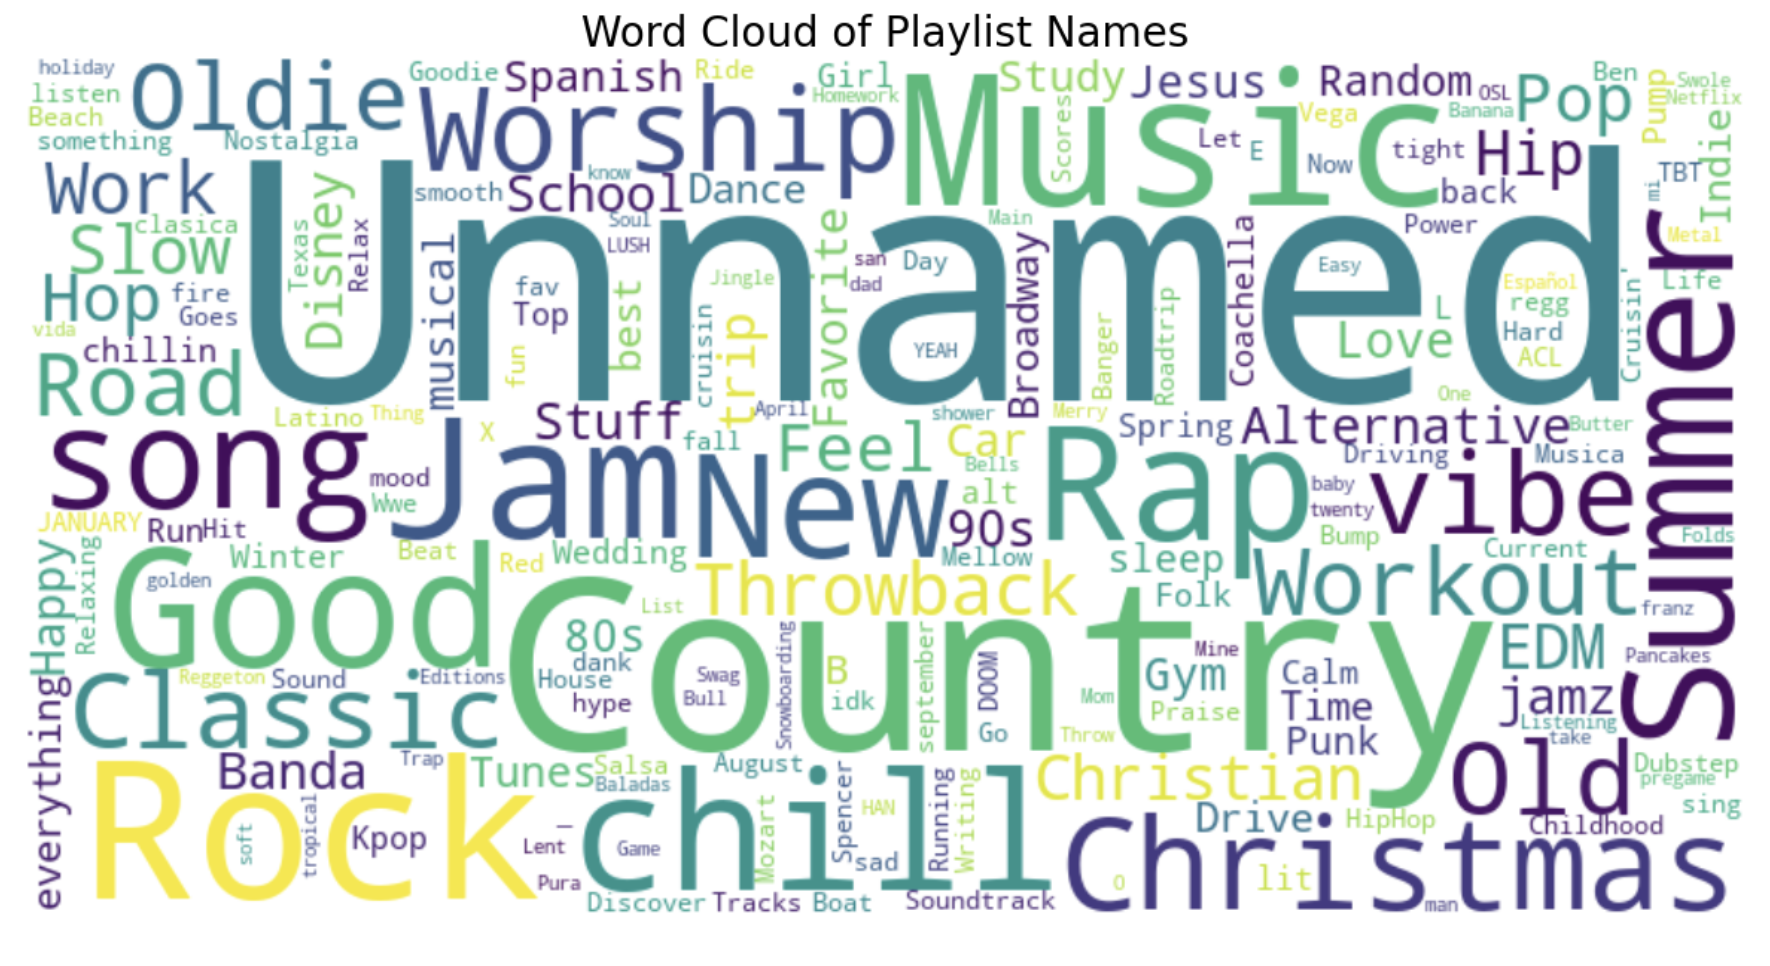 Word Cloud of Playlist Names
holiday
listen
Beach
something
Oldie
Nostalgia
Goodie
Spanish
Ride
Girl
Homework
Worship
Music
Study
Scores
Jesus
Random
OSL
Vega
Banana
Pop
Ben
Pump
Swole
Netflix
Indie
Let
E
Now
tight
Hip
back
TBT
mi
Work
clasica
Slow
smooth
School
know
Dance
Soul
LUSH
Main
Power
Metal
Unnamed
Texas
Disney
Relax
musical
fav
Top
fun
best
cruisin
Jingle
trip
Favorite
san
dad
Day
YEAH
Broadway
Banger
Roadtrip
Coachella
Easy
L
Love
Español
regg
Hard
ACL
Cruisin'
Life
Summer
Hop
fire
Goes
vida
chillin
Road
Latino
Thing
X
Stuff
April
fall
shower
Merry
One
Spring
Alternative
Butter
song
mood
Wwe
Jam
New
Feel
Car
Bells
alt
90s
Mellow
Rap
Driving
Musica
baby
twenty
vibe
Bump
JANUARY
Run
Hit
Happy
Relaxing
Winter
Beat
Red
Wedding
sleep
Current
Folds
golden
Good
List
Throwback
Folk
Workout
franz
Country
80s
dank
House
hype
Snowboarding
Swag
Bull
B
idk
september
DOOM
Go
Mom
Throw
Mine
Gym
Praise
Calm
Time
Punk
EDM
Pancakes
jamz
Listening
take
everything
Classic
Reggeton
Sound
Editions
Banda
Trap
Tunes
Salsa
Baladas
August
Christian
Old
Dubstep
pregame
sing
Rock
soft
tropical
Kpop
Lent
Pura
chill
Game
Mozart
Spencer
HAN
sad
Running
Writing
Drive
HipHop
Childhood
Christmas
O
lit
man
Discover
Tracks
Boat
Soundtrack